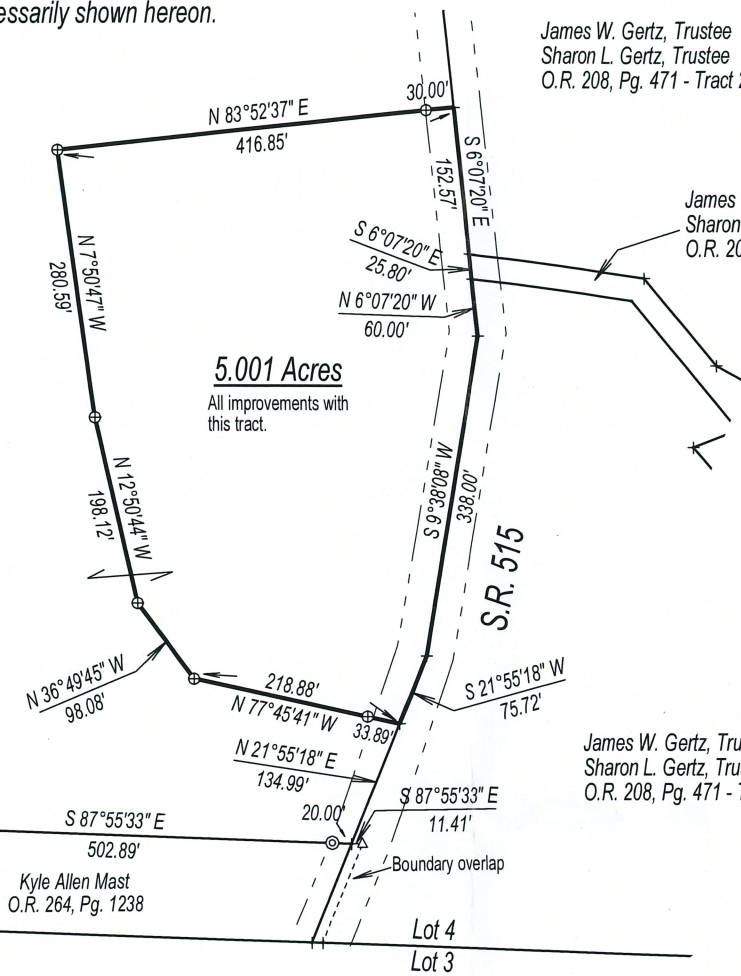 essarily shown hereon.
James W. Gertz, Trustee
Sharon L. Gertz, Trustee
O.R. 208, Pg. 471 - Tract 2
30.00'
N 83°52'37" E
416.85'
S 6°07'20" E
152.57'
James
Sharon
O.R. 20
S 6°07'20" E
25.80'
N 6°07'20" W
60.00'
N 7°50'47" W
280.59'
5.001 Acres
All improvements with
this tract.
N 12°50'44" W
198.12'
S 9°38'08" W
338.00'
S.R. 515
N 36°49'45" W
98.08'
218.88'
N 77°45'41" W
33.89'
S 21°55'18" W
75.72'
N 21°55'18" E
134.99'
James W. Gertz, Tru
Sharon L. Gertz, Tru
O.R. 208, Pg. 471 - T
20.00'
S 87°55'33" E
11.41'
S 87°55'33" E
502.89'
Boundary overlap
Kyle Allen Mast
O.R. 264, Pg. 1238
Lot 4
Lot 3